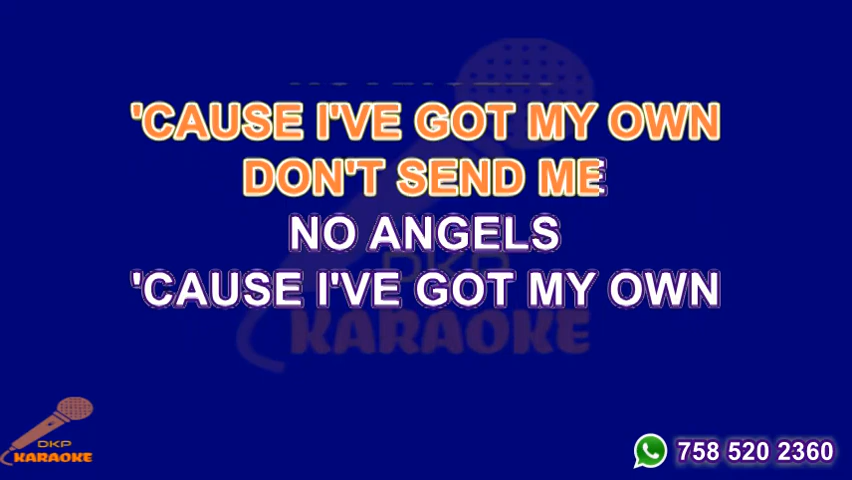 'CAUSE I'VE GOT MY OWN
DON'T SEND ME
NO ANGELS
'CAUSE I'VE GOT MY OWN
DKP
KARAOKE
DKP
KARAOKE
758 520 2360